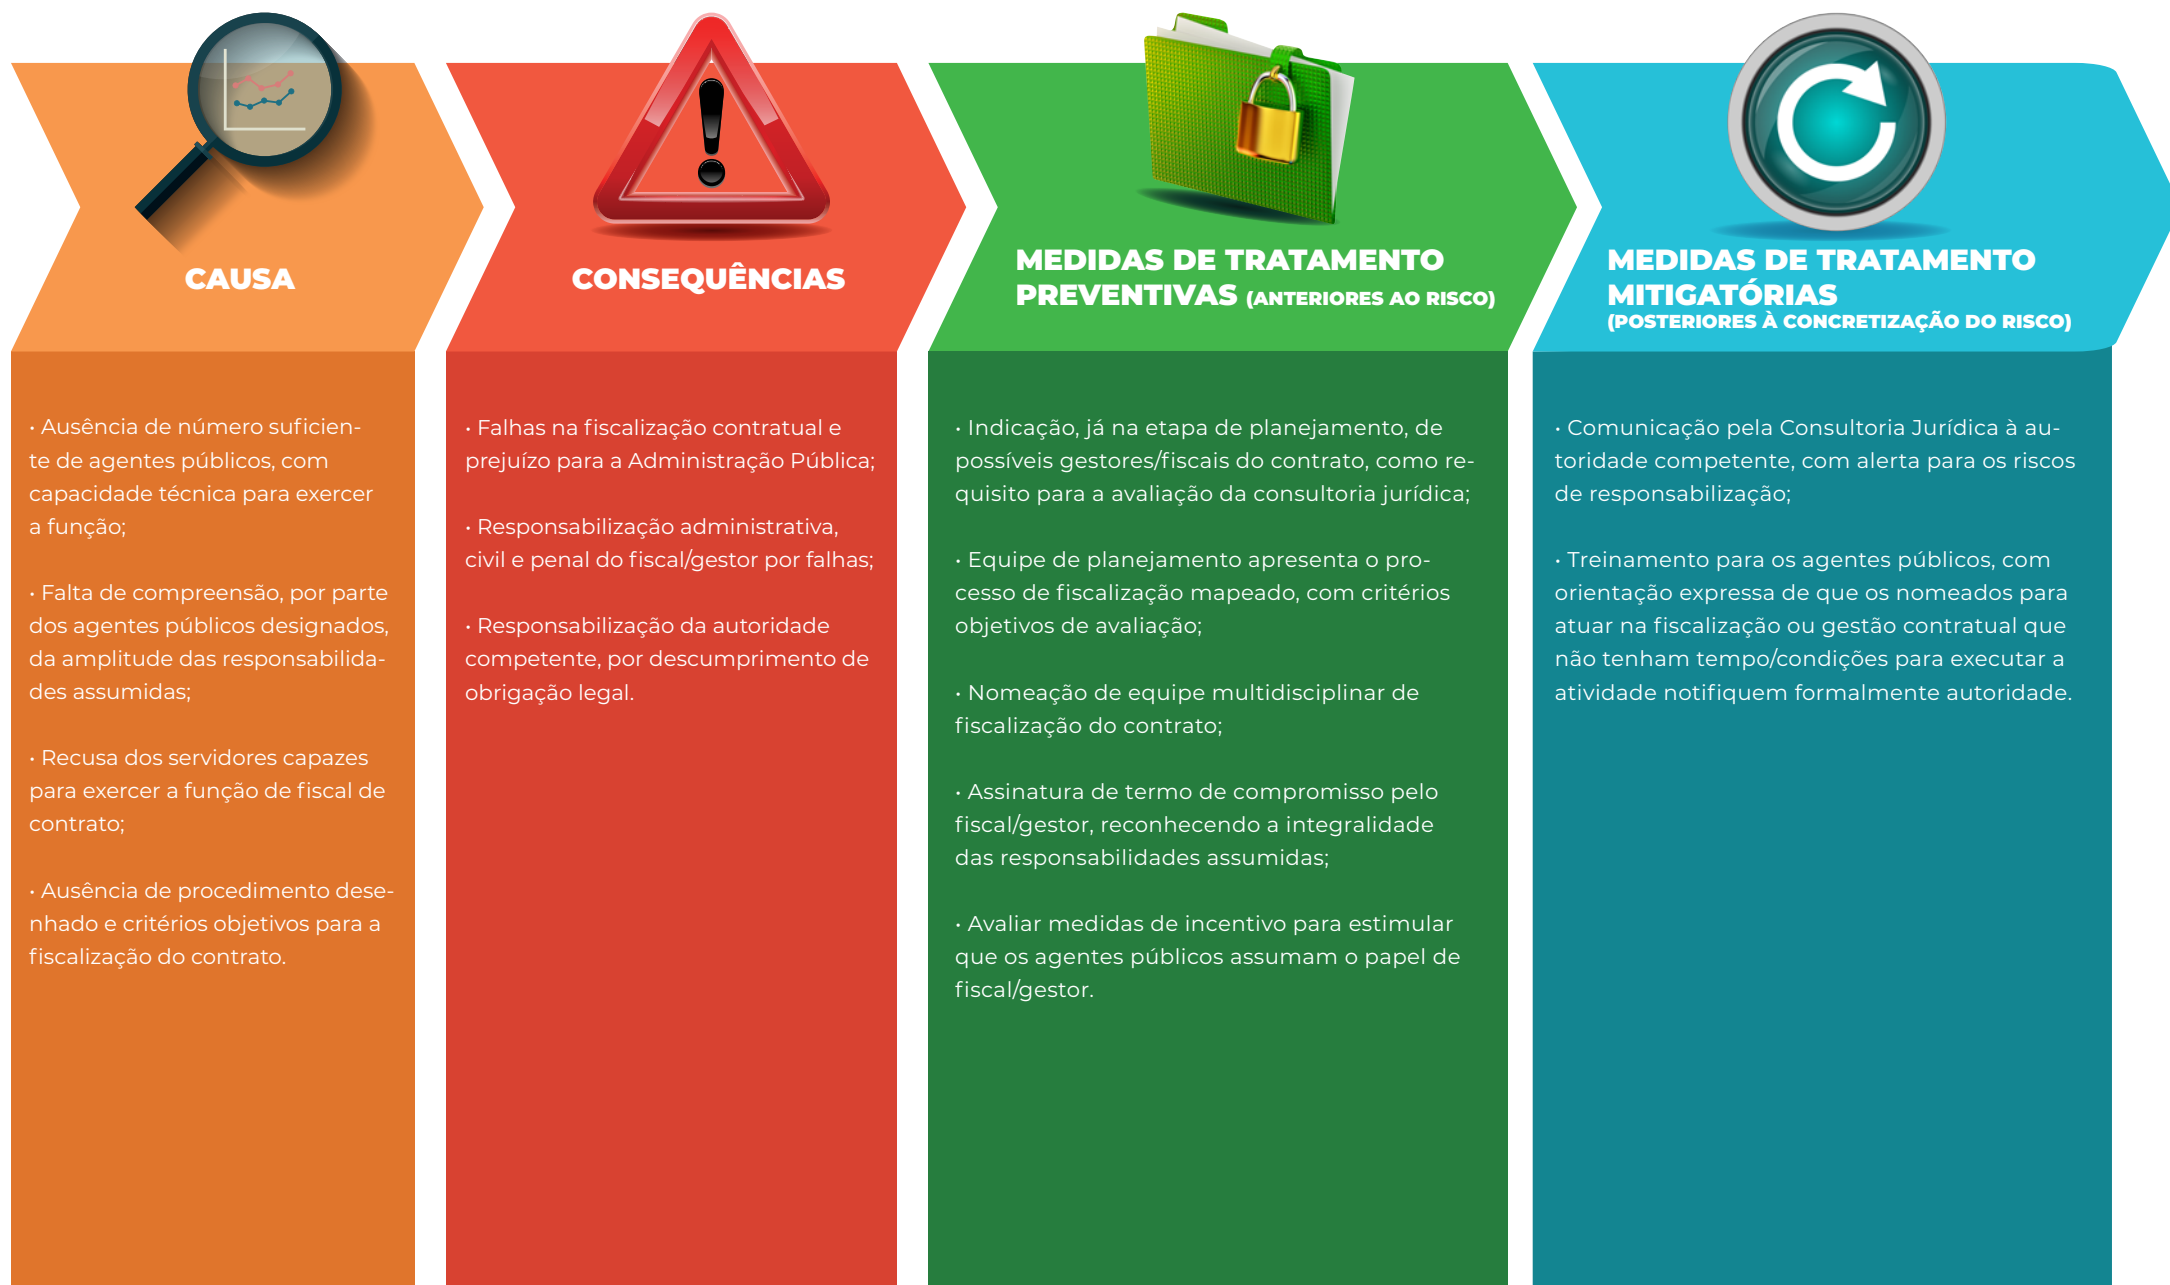 CAUSA
• Ausência de número suficien-
te de agentes públicos, com
capacidade técnica para exercer
a função;
• Falta de compreensão, por parte
dos agentes públicos designados,
da amplitude das responsabilida-
des assumidas;
• Recusa dos servidores capazes
para exercer a função de fiscal de
contrato;
• Ausência de procedimento dese-
nhado e critérios objetivos para a
fiscalização do contrato.
CONSEQUÊNCIAS
• Falhas na fiscalização contratual e
prejuízo para a Administração Pública;
• Responsabilização administrativa,
civil e penal do fiscal/gestor por falhas;
• Responsabilização da autoridade
competente, por descumprimento de
obrigação legal.
MEDIDAS DE TRATAMENTO
PREVENTIVAS (ANTERIORES AO RISCO)
• Indicação, já na etapa de planejamento, de
possíveis gestores/fiscais do contrato, como re-
quisito para a avaliação da consultoria jurídica;
• Equipe de planejamento apresenta o pro-
cesso de fiscalização mapeado, com critérios
objetivos de avaliação;
• Nomeação de equipe multidisciplinar de
fiscalização do contrato;
• Assinatura de termo de compromisso pelo
fiscal/gestor, reconhecendo a integralidade
das responsabilidades assumidas;
• Avaliar medidas de incentivo para estimular
que os agentes públicos assumam o papel de
fiscal/gestor.
MEDIDAS DE TRATAMENTO
MITIGATÓRIAS
(POSTERIORES À CONCRETIZAÇÃO DO RISCO)
• Comunicação pela Consultoria Jurídica à au-
toridade competente, com alerta para os riscos
de responsabilização;
• Treinamento para os agentes públicos, com
orientação expressa de que os nomeados para
atuar na fiscalização ou gestão contratual que
não tenham tempo/condições para executar a
atividade notifiquem formalmente autoridade.